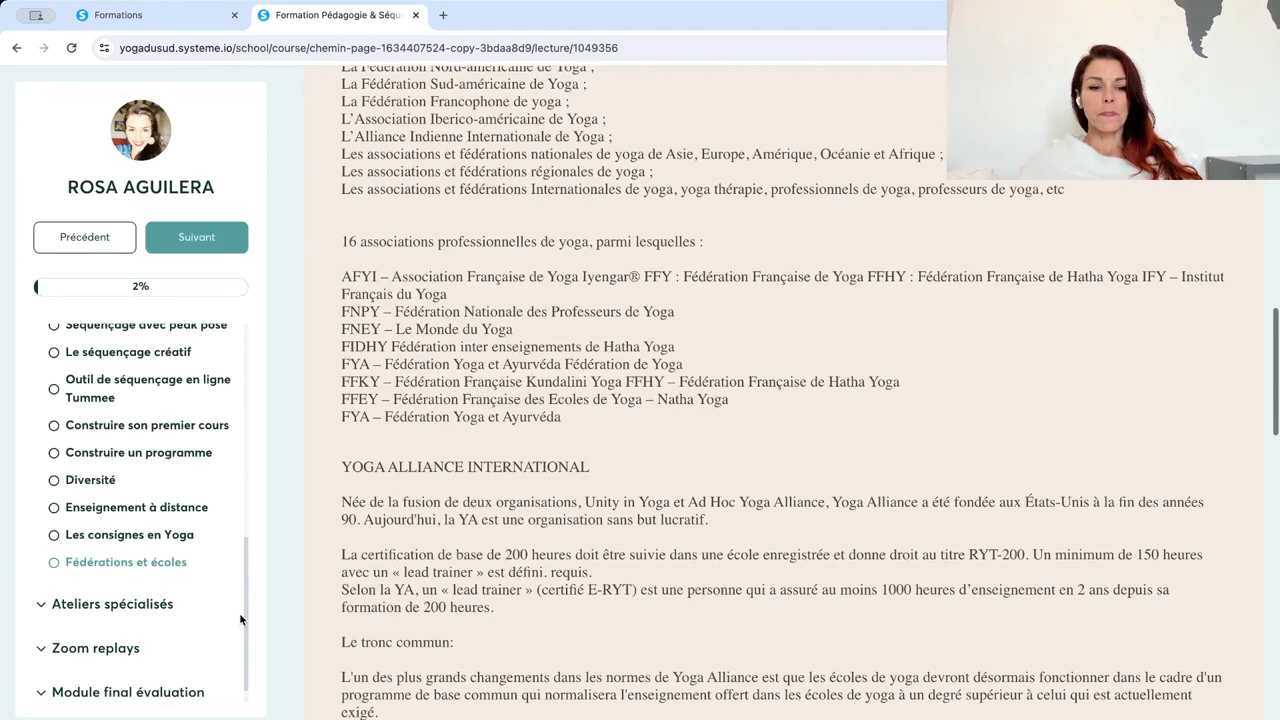 Formations
Formation Pédagogie & Séqu
yogadusud.systeme.io/school/course/chemin-page-1634407524-copy-3bdaa8d9/lecture/1049356
ROSA AGUILERA
Précédent
Suivant
2%
Séquençage avec peak pose
Le séquençage créatif
Outil de séquençage en ligne
Tummee
Construire son premier cours
Construire un programme
Diversité
Enseignement à distance
Les consignes en Yoga
Fédérations et écoles
Ateliers spécialisés
Zoom replays
Module final évaluation
La Fédération Nord-américaine de Yoga ;
La Fédération Sud-américaine de Yoga ;
La Fédération Francophone de yoga ;
L’Association Iberico-américaine de Yoga ;
L’Alliance Indienne Internationale de Yoga ;
Les associations et fédérations nationales de yoga de Asie, Europe, Amérique, Océanie et Afrique ;
Les associations et fédérations régionales de yoga ;
Les associations et fédérations Internationales de yoga, yoga thérapie, professionnels de yoga, professeurs de yoga, etc
16 associations professionnelles de yoga, parmi lesquelles :
AFYI – Association Française de Yoga Iyengar® FFY : Fédération Française de Yoga FFHY : Fédération Française de Hatha Yoga IFY – Institut
Français du Yoga
FNPY – Fédération Nationale des Professeurs de Yoga
FNEY – Le Monde du Yoga
FIDHY Fédération inter enseignements de Hatha Yoga
FYA – Fédération Yoga et Ayurvéda Fédération de Yoga
FFKY – Fédération Française Kundalini Yoga FFHY – Fédération Française de Hatha Yoga
FFEY – Fédération Française des Ecoles de Yoga – Natha Yoga
FYA – Fédération Yoga et Ayurvéda
YOGA ALLIANCE INTERNATIONAL
Née de la fusion de deux organisations, Unity in Yoga et Ad Hoc Yoga Alliance, Yoga Alliance a été fondée aux États-Unis à la fin des années
90. Aujourd'hui, la YA est une organisation sans but lucratif.
La certification de base de 200 heures doit être suivie dans une école enregistrée et donne droit au titre RYT-200. Un minimum de 150 heures
avec un « lead trainer » est défini. requis.
Selon la YA, un « lead trainer » (certifié E-RYT) est une personne qui a assuré au moins 1000 heures d’enseignement en 2 ans depuis sa
formation de 200 heures.
Le tronc commun:
L'un des plus grands changements dans les normes de Yoga Alliance est que les écoles de yoga devront désormais fonctionner dans le cadre d'un
programme de base commun qui normalisera l'enseignement offert dans les écoles de yoga à un degré supérieur à celui qui est actuellement
exigé.